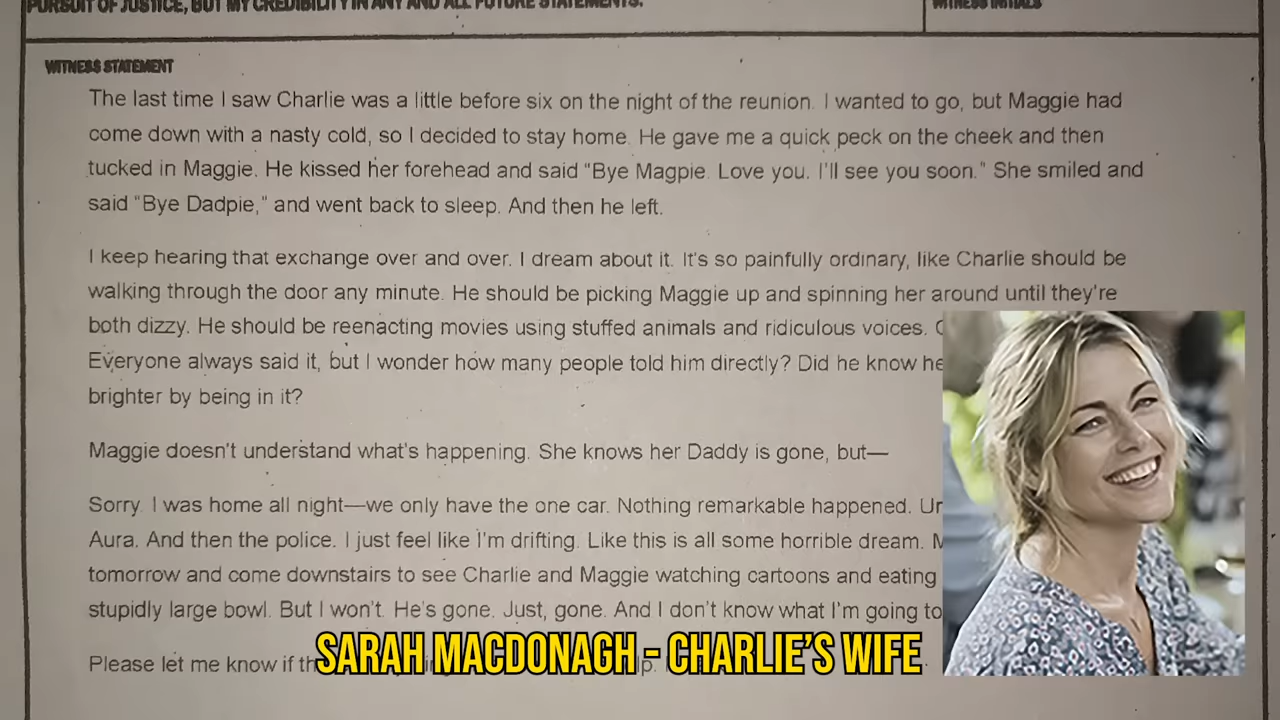 PURSUIT OF JUSTICE, BUT MY CREDIBILITY IN ANY AND ALL FUTURE STATEMENTS.
WITNESS INITIALS
WITNESS STATEMENT
The last time I saw Charlie was a little before six on the night of the reunion. I wanted to go, but Maggie had
come down with a nasty cold, so I decided to stay home. He gave me a quick peck on the cheek and then
tucked in Maggie. He kissed her forehead and said “Bye Magpie. Love you. I’ll see you soon.” She smiled and
said “Bye Dadpie,” and went back to sleep. And then he left.
I keep hearing that exchange over and over. I dream about it. It’s so painfully ordinary, like Charlie should be
walking through the door any minute. He should be picking Maggie up and spinning her around until they’re
both dizzy. He should be reenacting movies using stuffed animals and ridiculous voices.
Everyone always said it, but I wonder how many people told him directly? Did he know he
brighter by being in it?
Maggie doesn’t understand what’s happening. She knows her Daddy is gone, but—
Sorry. I was home all night—we only have the one car. Nothing remarkable happened.
Aura. And then the police. I just feel like I’m drifting. Like this is all some horrible dream.
tomorrow and come downstairs to see Charlie and Maggie watching cartoons and eating
stupidly large bowl. But I won’t. He’s gone. Just, gone. And I don’t know what I’m going to
Please let me know if
SARAH MACDONAGH - CHARLIE’S WIFE